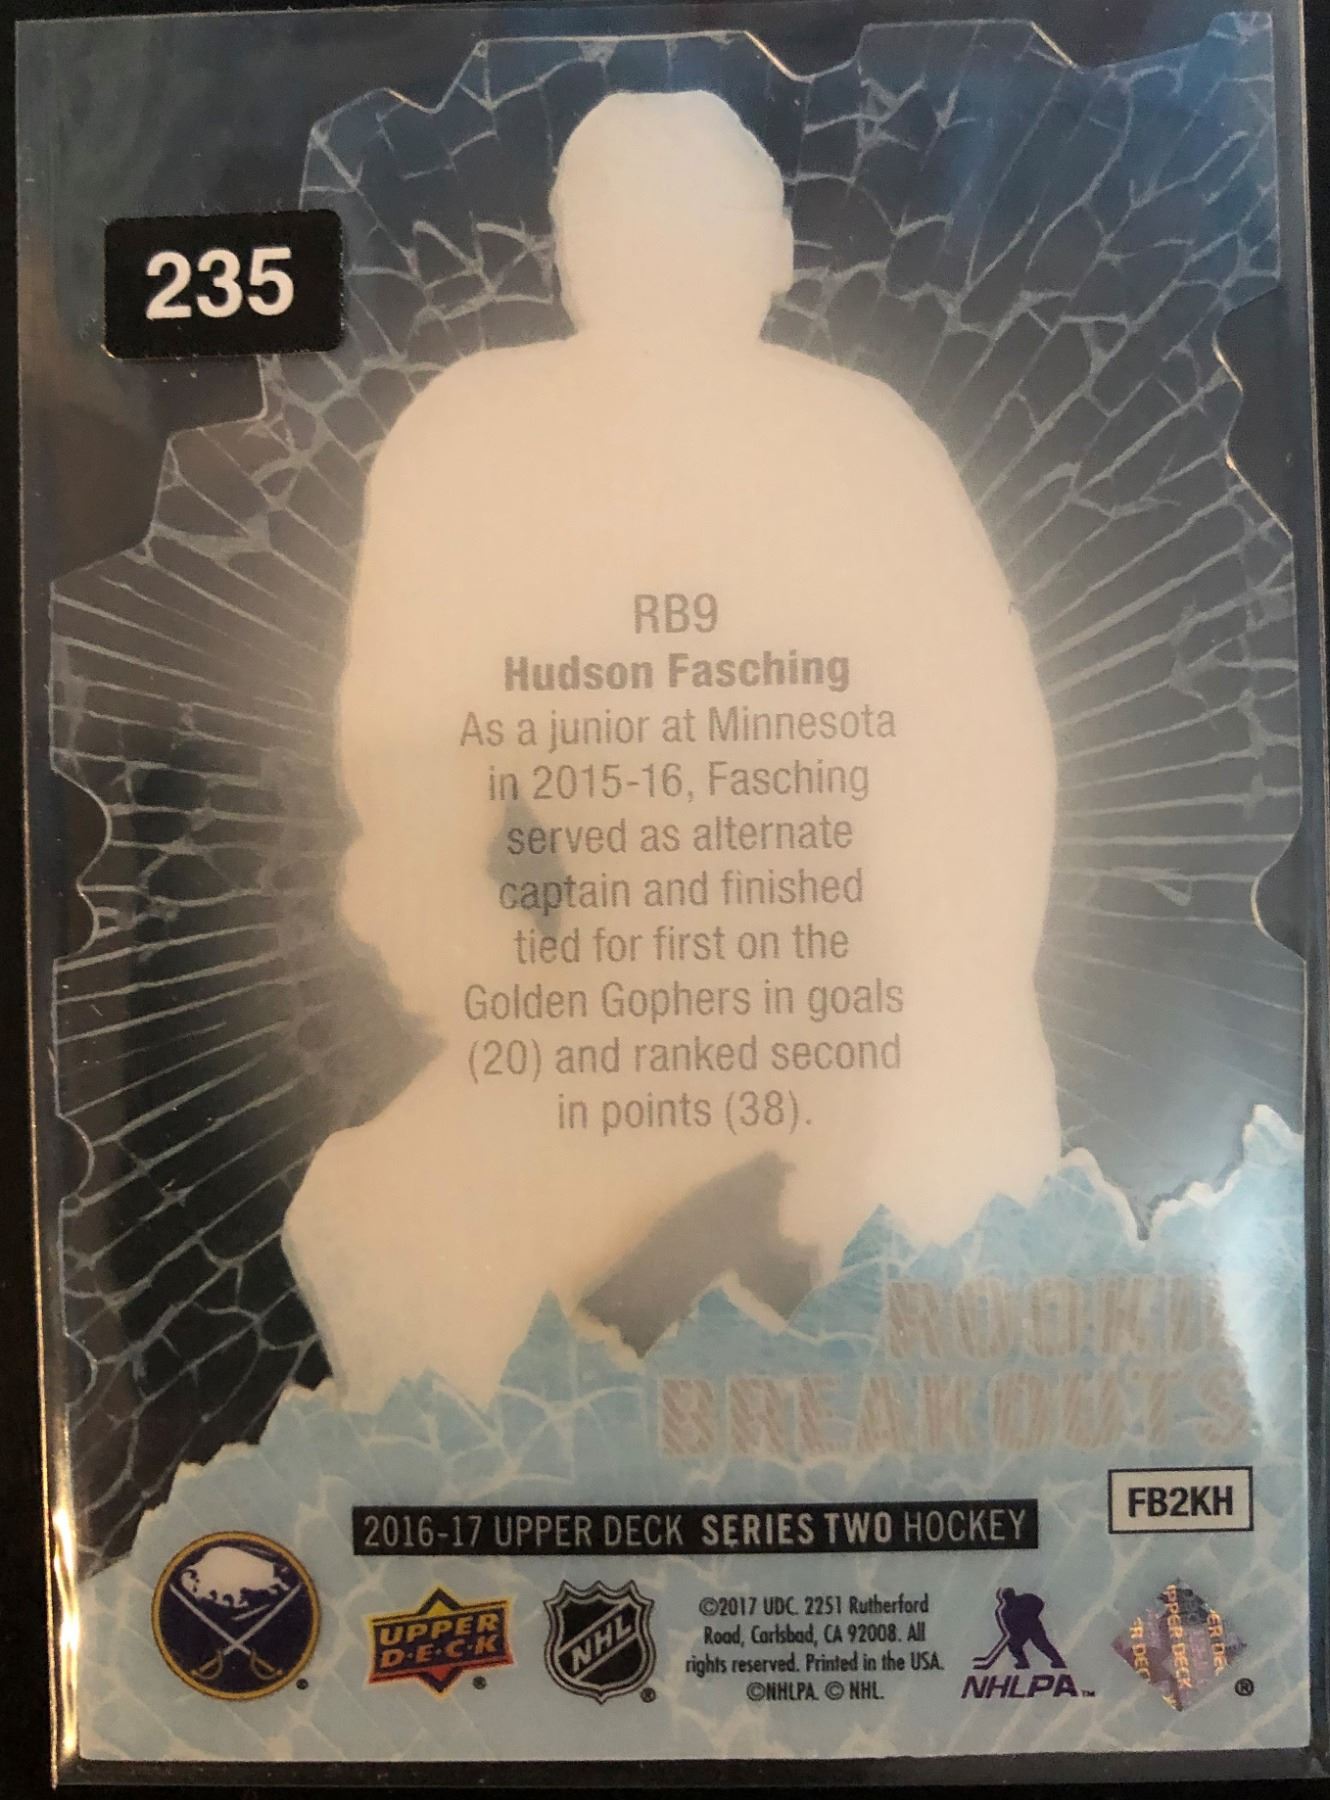 235
RB9
Hudson Fasching
As a junior at Minnesota
in 2015-16, Fasching
served as alternate
captain and finished
tied for first on the
Golden Gophers in goals
(20) and ranked second
in points (38).
ROOKIE
BREAKOUTS
FB2KH
2016-17 UPPER DECK SERIES TWO HOCKEY
UPPER
D·E·C·K ®
NHL ®
©2017 UDC. 2251 Rutherford
Road, Carlsbad, CA 92008. All
rights reserved. Printed in the USA.
©NHLPA. © NHL.
NHLPA™
UPPER DECK
®